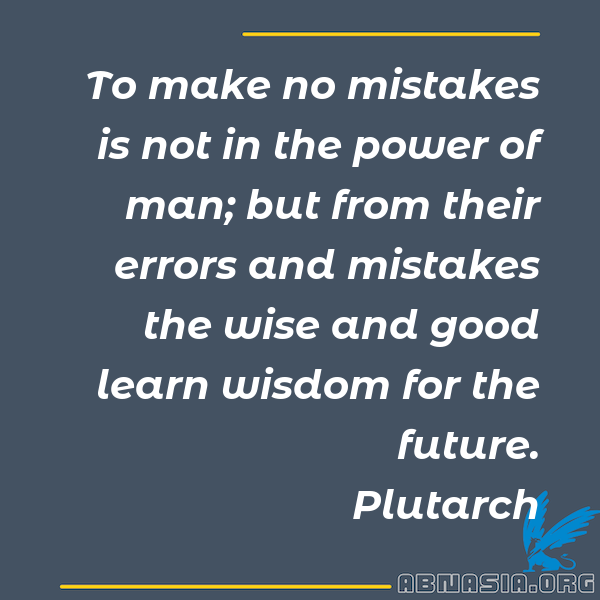 To make no mistakes
is not in the power of
man; but from their
errors and mistakes
the wise and good
learn wisdom for the
future.
Plutarch
ABNASIA.ORG